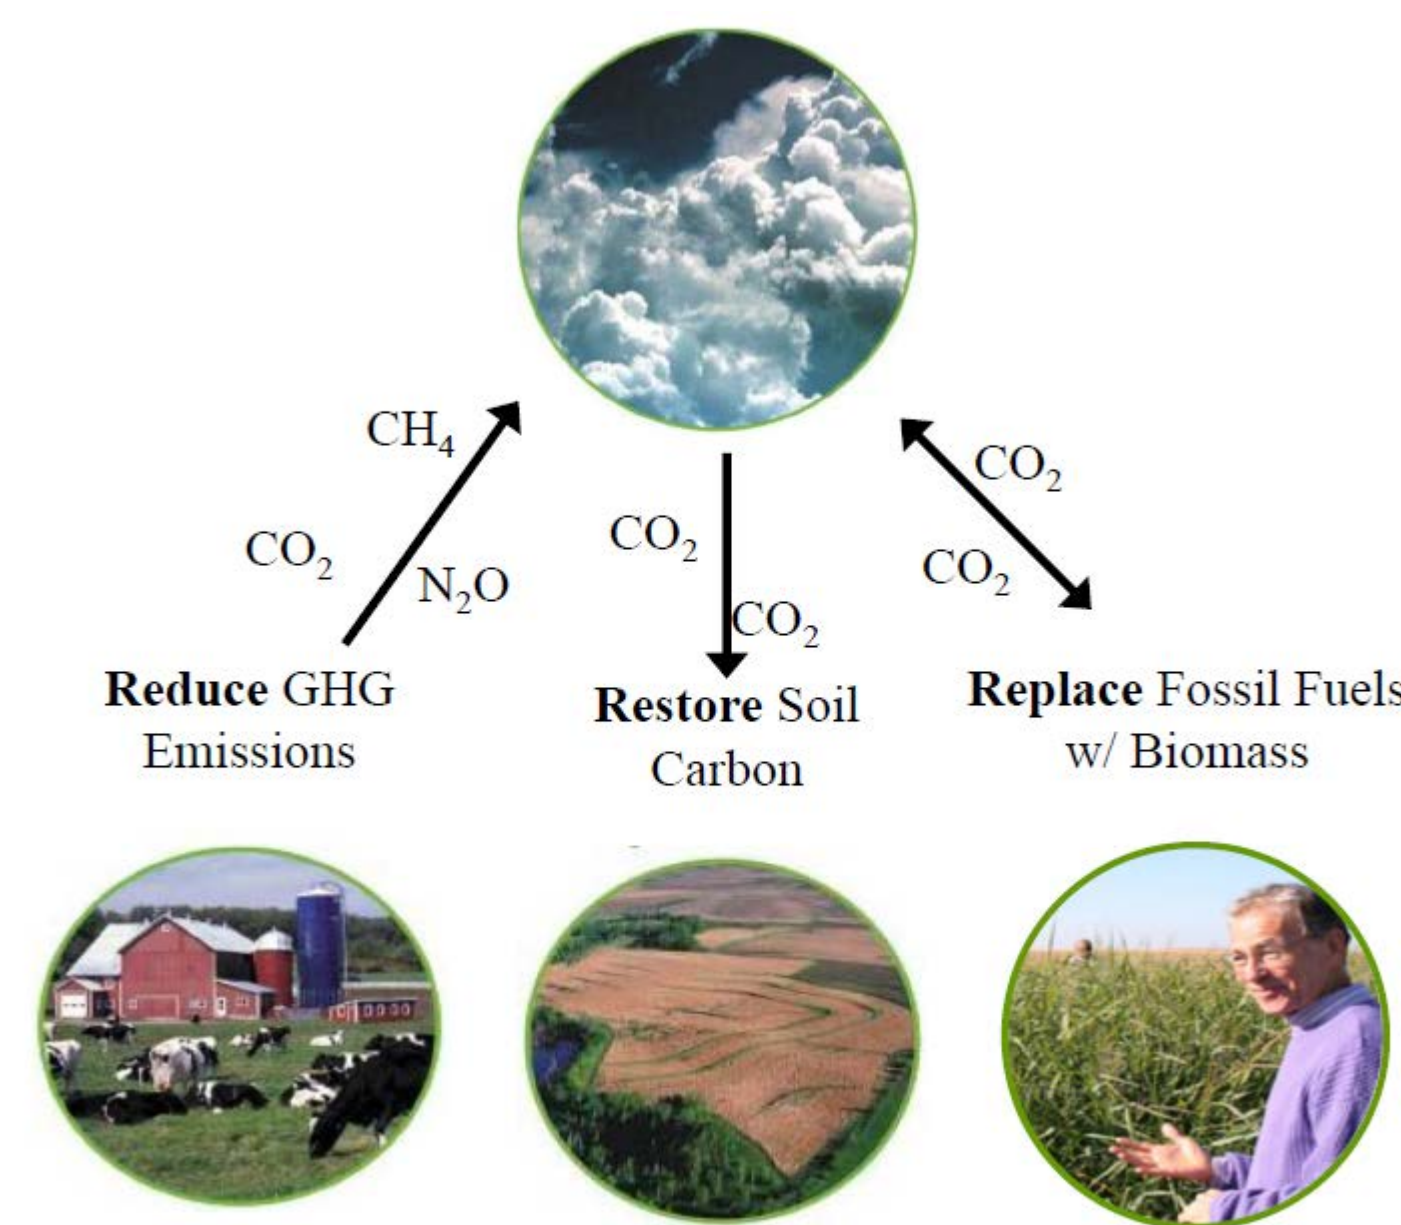 CH₄
CO₂
N₂O
CO₂
CO₂
CO₂
CO₂
Reduce GHG
Emissions
Restore Soil
Carbon
Replace Fossil Fuels
w/ Biomass